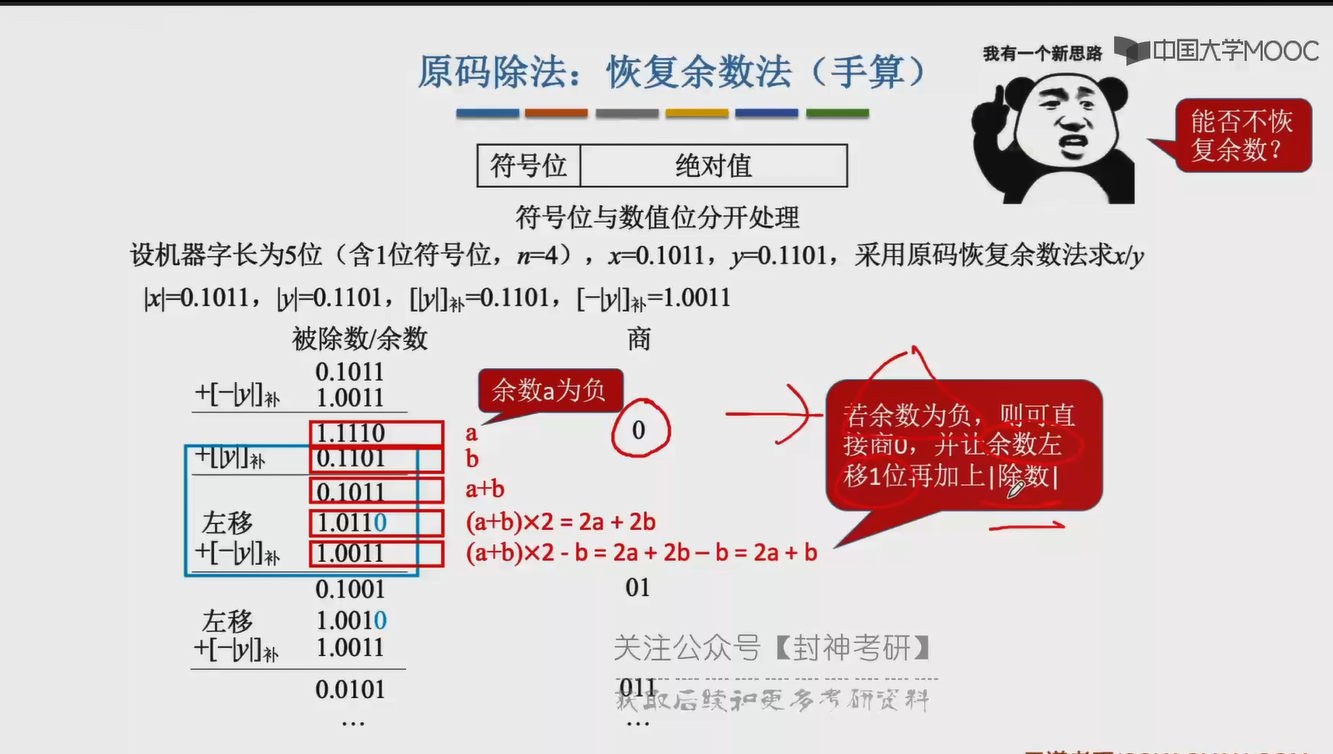 我有一个新思路
中国大学MOOC
原码除法：恢复余数法（手算）
能否不恢
复余数？
符号位 绝对值
符号位与数值位分开处理
设机器字长为5位（含1位符号位，n=4），x=0.1011，y=0.1101，采用原码恢复余数法求x/y
|x|=0.1011，|y|=0.1101，[|y|]补=0.1101，[−|y|]补=1.0011
被除数/余数 商
0.1011
+[−|y|]补 1.0011
余数a为负
1.1110 a 0
+[|y|]补 0.1101 b
0.1011 a+b
左移 1.0110 (a+b)×2 = 2a + 2b
+[−|y|]补 1.0011 (a+b)×2 - b = 2a + 2b – b = 2a + b
若余数为负，则可直
接商0，并让余数左
移1位再加上|除数|
0.1001 01
左移 1.0010
+[−|y|]补 1.0011
0.0101 011
… …
关注公众号【封神考研】
获取后续和更多考研资料